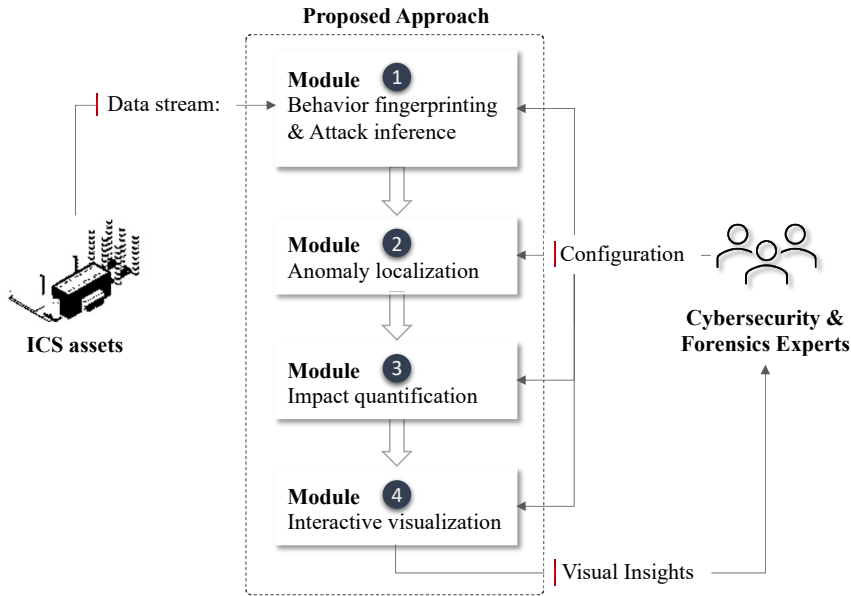 Proposed Approach
Module 1
Behavior fingerprinting
& Attack inference
Data stream:
Module 2
Anomaly localization
Configuration
ICS assets
Cybersecurity &
Forensics Experts
Module 3
Impact quantification
Module 4
Interactive visualization
Visual Insights